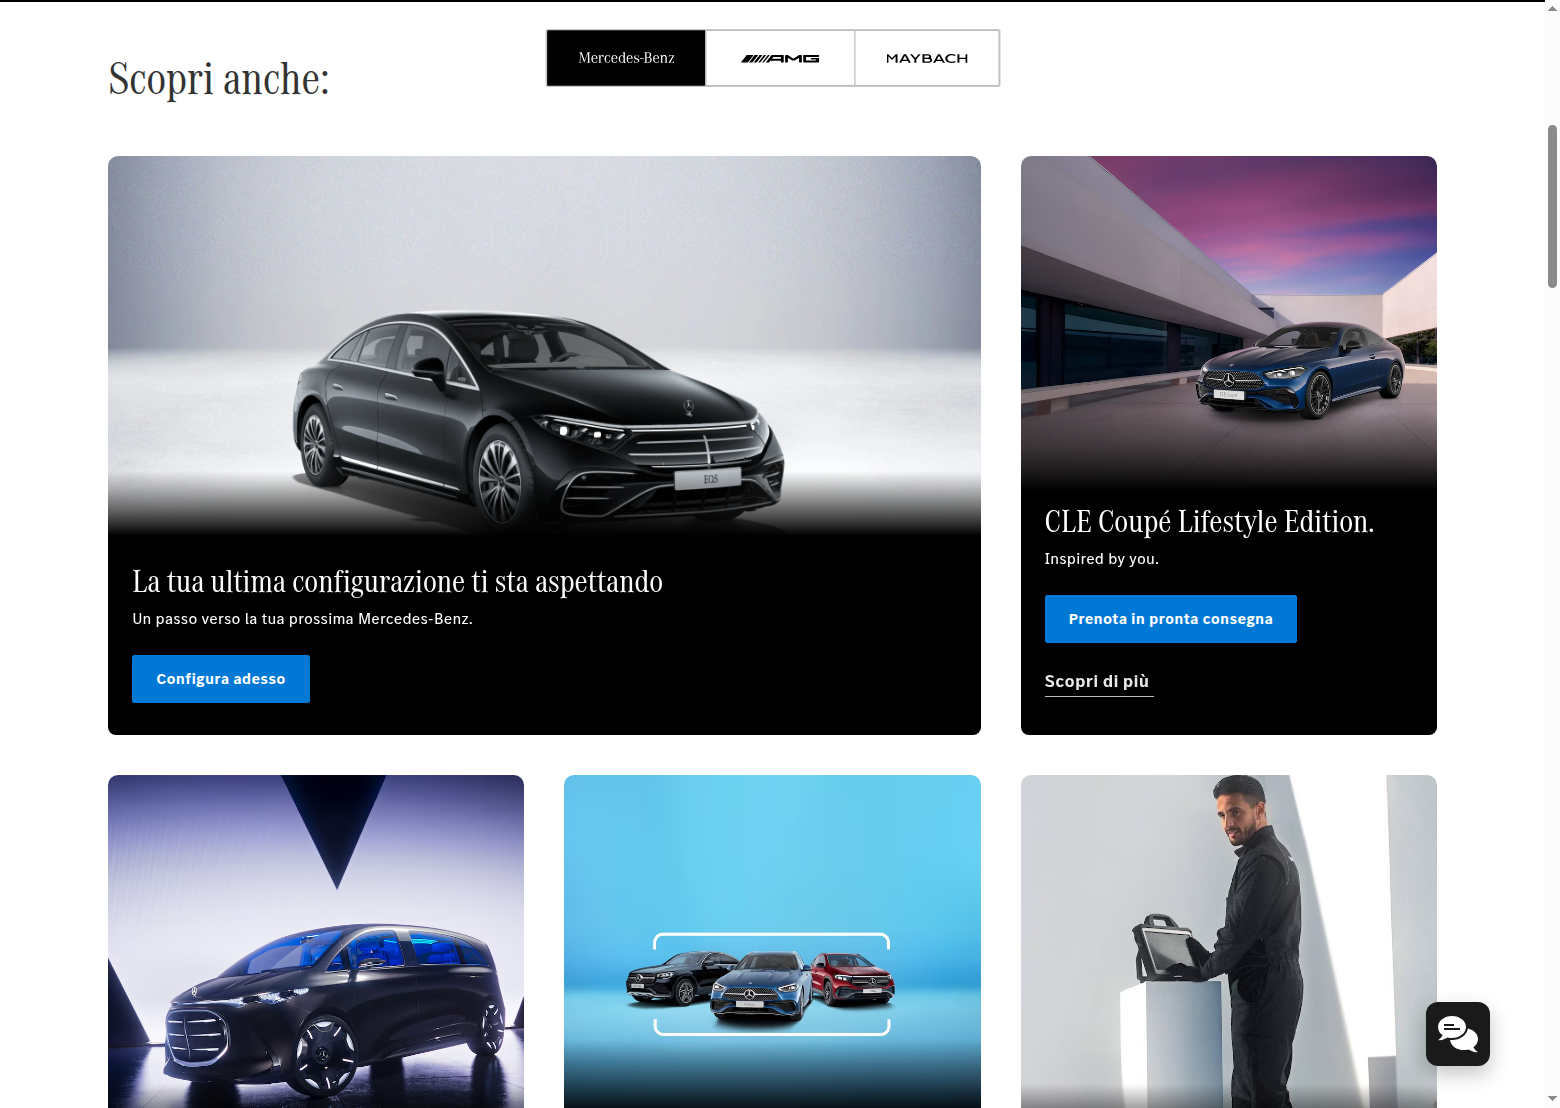 Mercedes-Benz
AMG
MAYBACH
Scopri anche:
EQS
La tua ultima configurazione ti sta aspettando
Un passo verso la tua prossima Mercedes-Benz.
Configura adesso
CLE Coupé Lifestyle Edition.
Inspired by you.
Prenota in pronta consegna
Scopri di più